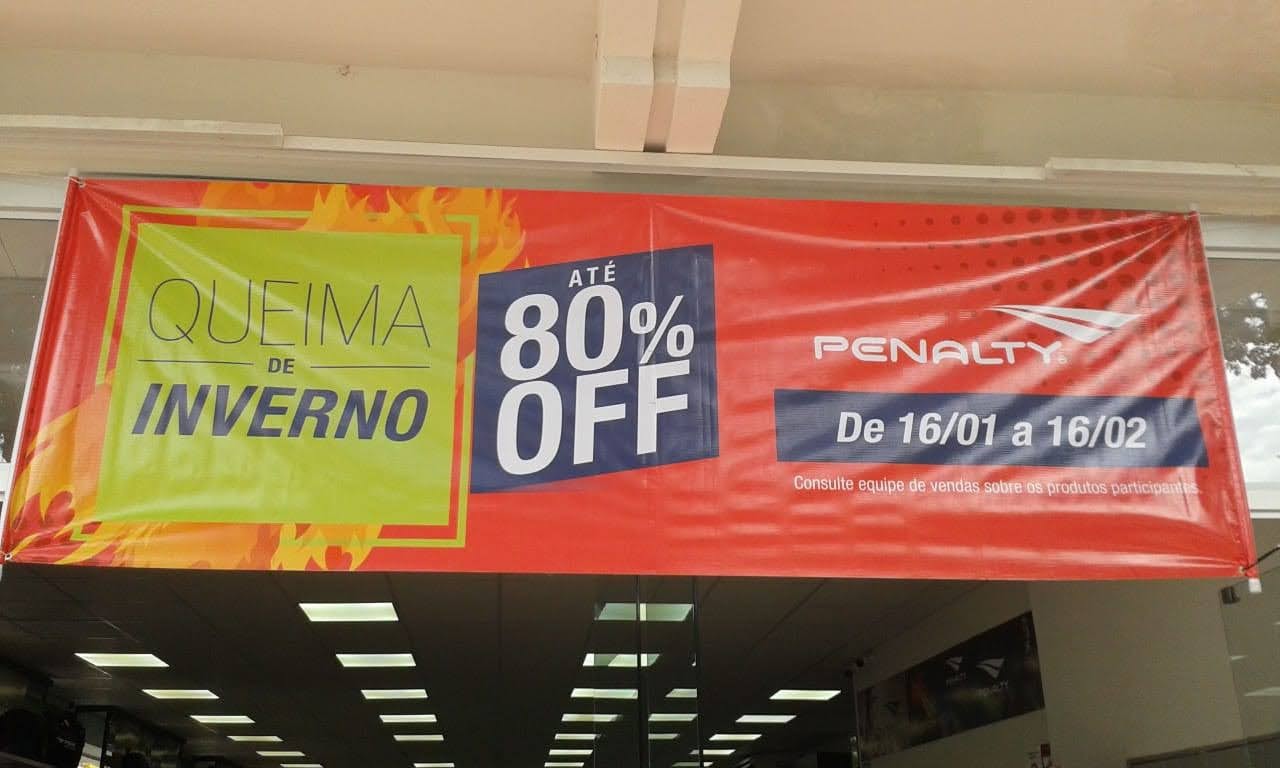 QUEIMA
DE
INVERNO
ATÉ
80%
OFF
PENALTY
De 16/01 a 16/02
Consulte equipe de vendas sobre os produtos participantes.
PENALTY